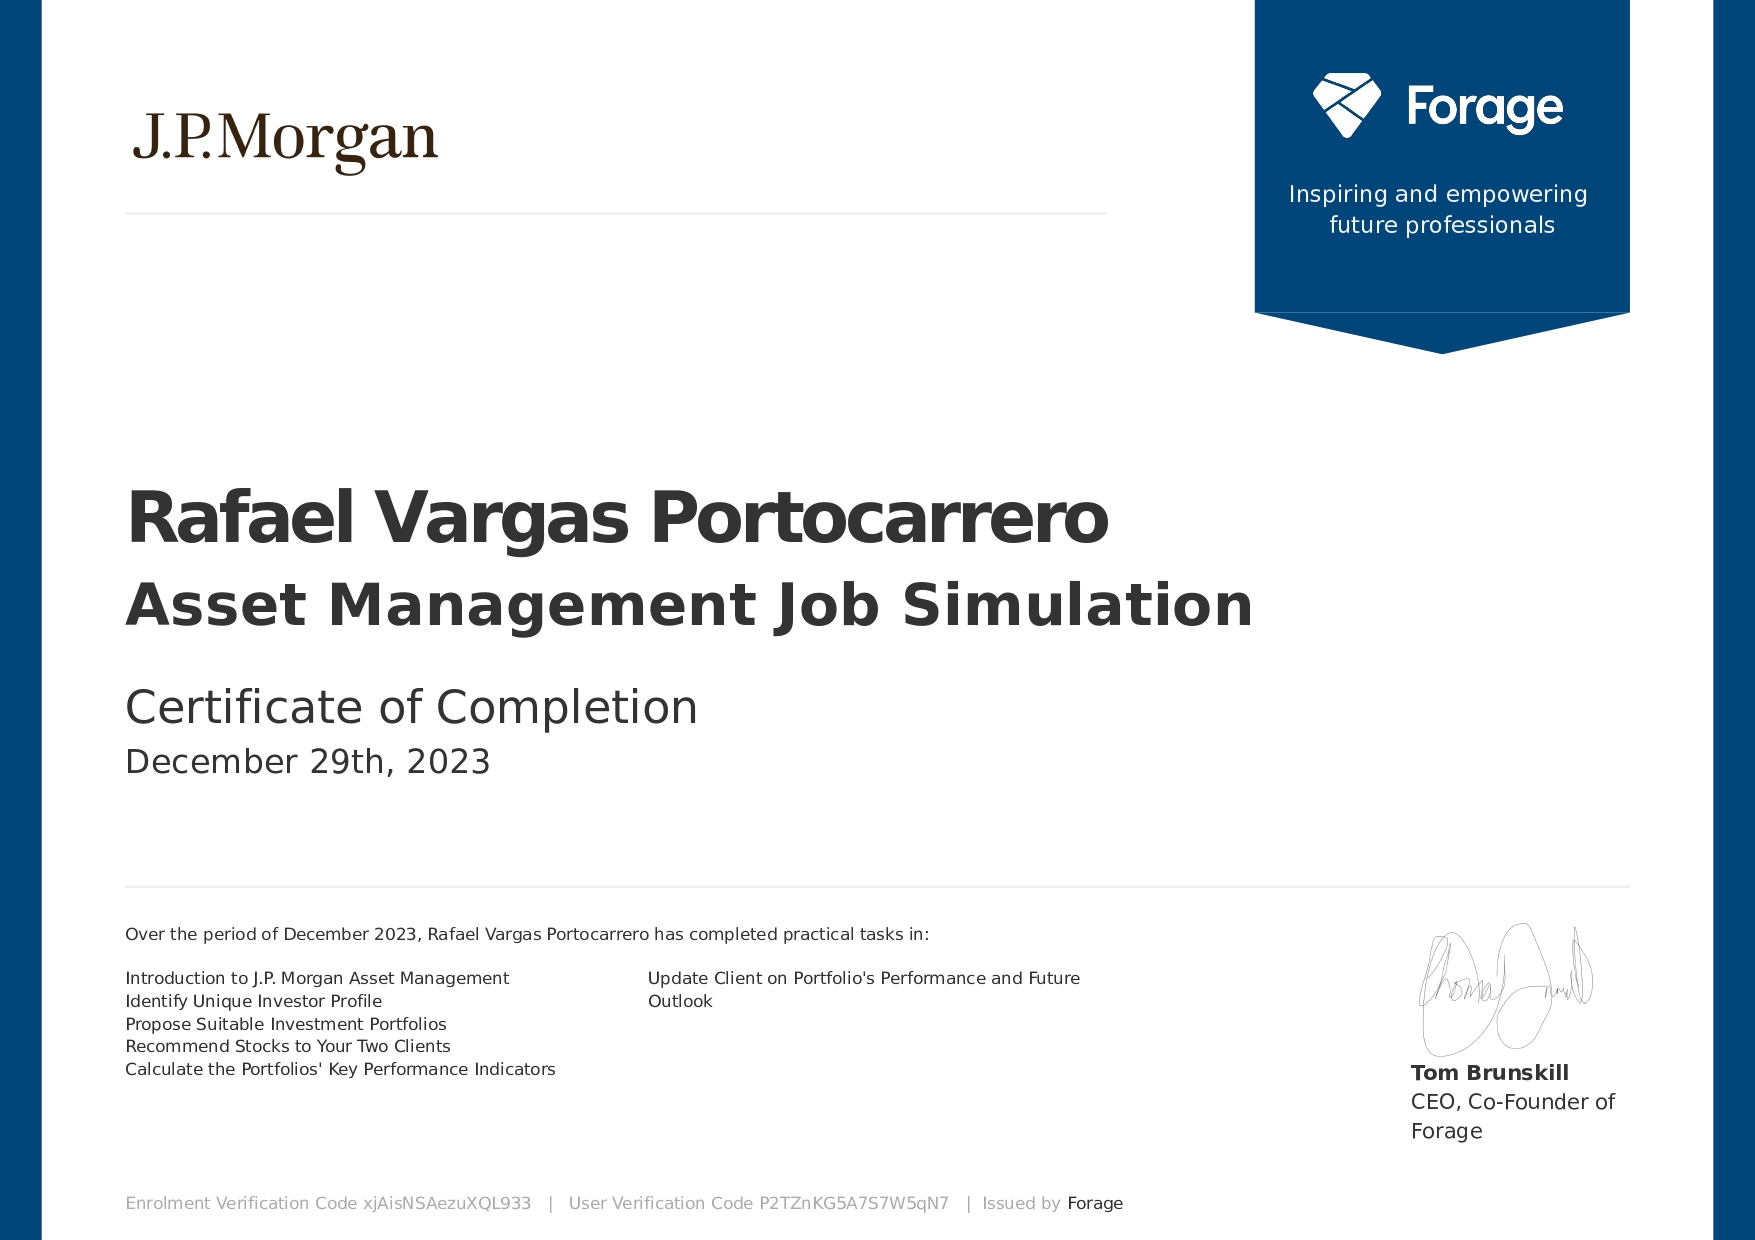 J.P.Morgan
Forage
Inspiring and empowering
future professionals
Rafael Vargas Portocarrero
Asset Management Job Simulation
Certificate of Completion
December 29th, 2023
Over the period of December 2023, Rafael Vargas Portocarrero has completed practical tasks in:
Introduction to J.P. Morgan Asset Management
Identify Unique Investor Profile
Propose Suitable Investment Portfolios
Recommend Stocks to Your Two Clients
Calculate the Portfolios' Key Performance Indicators
Update Client on Portfolio's Performance and Future
Outlook
Tom Brunskill
CEO, Co-Founder of
Forage
Enrolment Verification Code xjAisNSAezuXQL933 | User Verification Code P2TZnKG5A7S7W5qN7 | Issued by Forage